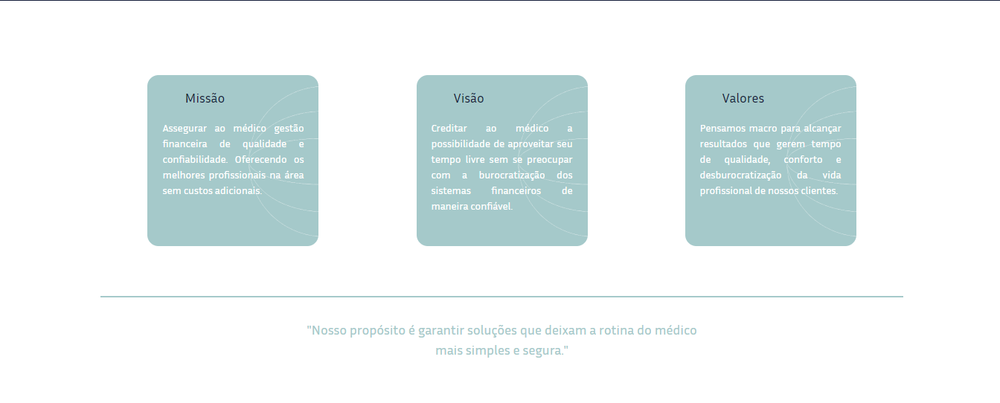 Missão
Assegurar ao médico gestão
financeira de qualidade e
confiabilidade. Oferecendo os
melhores profissionais na área
sem custos adicionais.
Visão
Creditar ao médico a
possibilidade de aproveitar seu
tempo livre sem se preocupar
com a burocratização dos
sistemas financeiros de
maneira confiável.
Valores
Pensamos macro para alcançar
resultados que gerem tempo
de qualidade, conforto e
desburocratização da vida
profissional de nossos clientes.
"Nosso propósito é garantir soluções que deixam a rotina do médico
mais simples e segura."